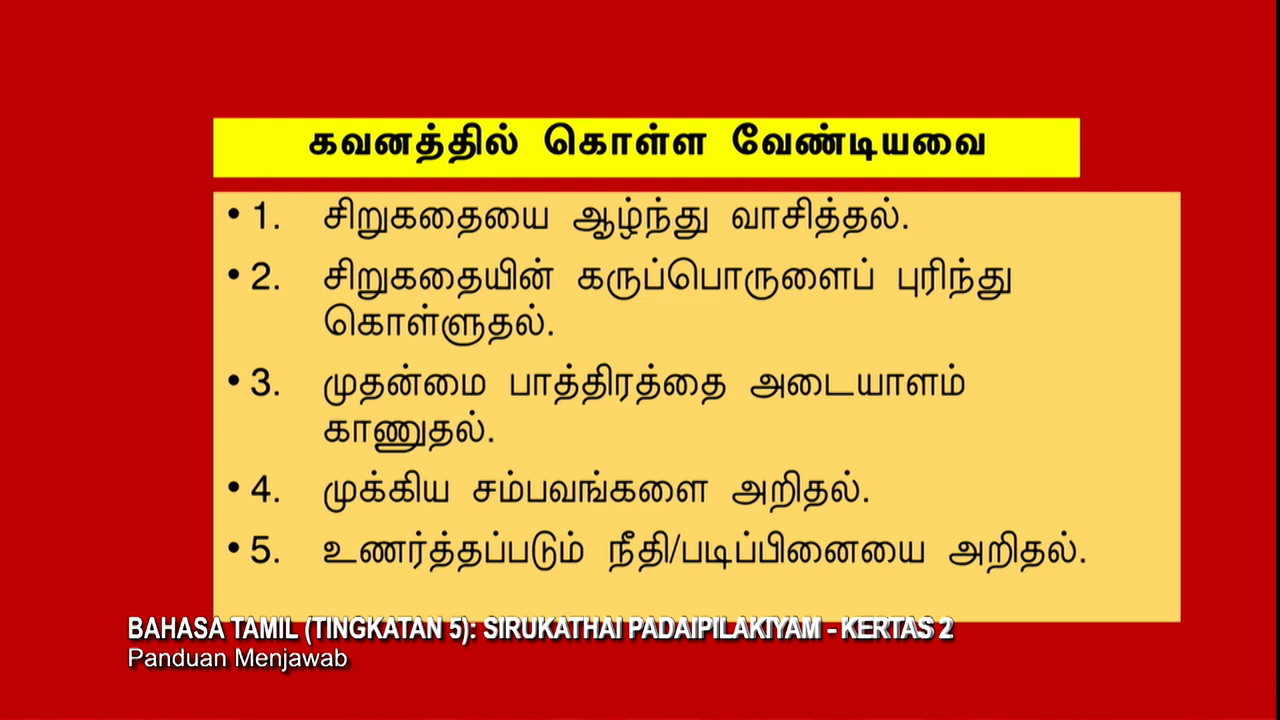 கவனத்தில் கொள்ள வேண்டியவை
• 1. சிறுகதையை ஆழ்ந்து வாசித்தல்.
• 2. சிறுகதையின் கருப்பொருளைப் புரிந்து
கொள்ளுதல்.
• 3. முதன்மை பாத்திரத்தை அடையாளம்
காணுதல்.
• 4. முக்கிய சம்பவங்களை அறிதல்.
• 5. உணர்த்தப்படும் நீதி/படிப்பினையை அறிதல்.
BAHASA TAMIL (TINGKATAN 5): SIRUKATHAI PADAIPILAKIYAM - KERTAS 2
Panduan Menjawab